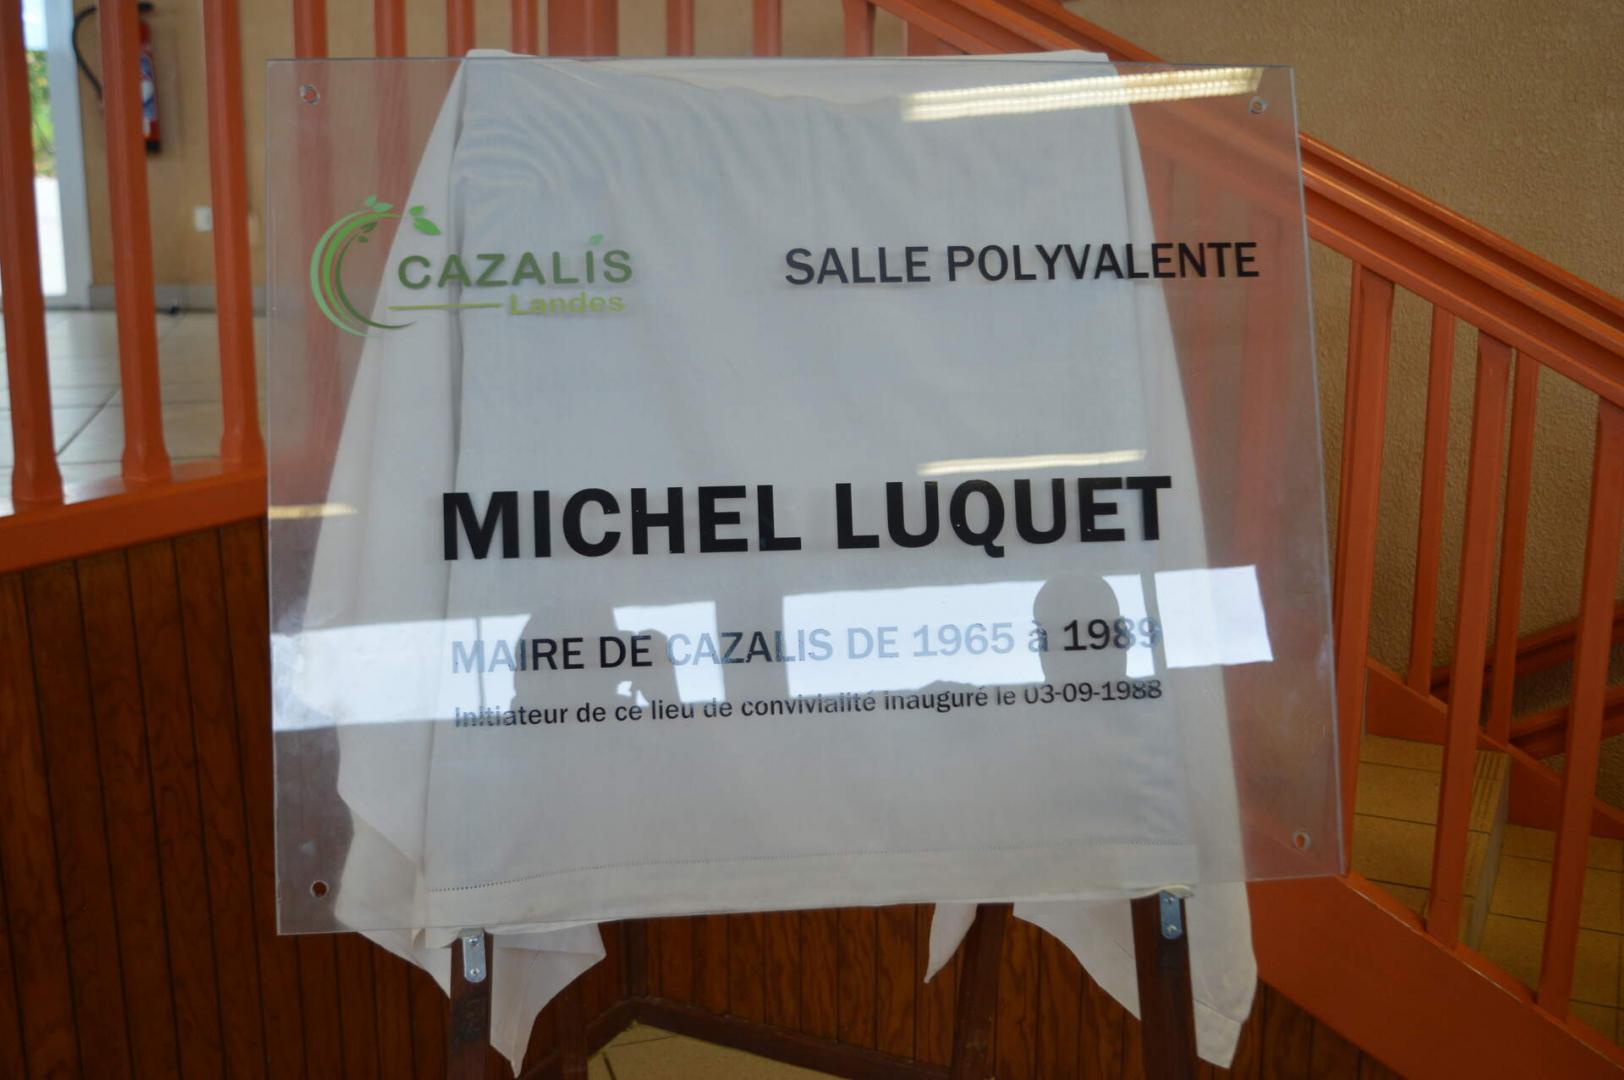 CAZALIS
Landes
SALLE POLYVALENTE
MICHEL LUQUET
MAIRE DE CAZALIS DE 1965 à 1989
Initiateur de ce lieu de convivialité inauguré le 03-09-1988